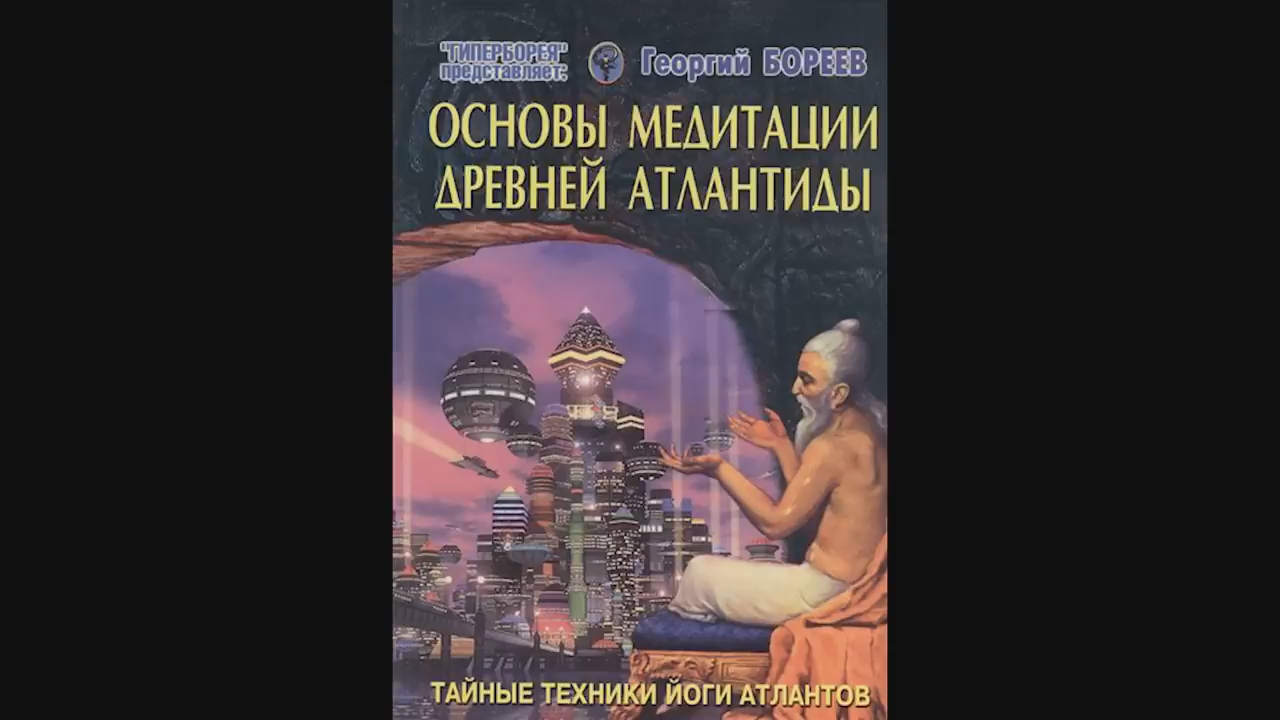 "ГИПЕРБОРЕЯ"
представляет:
Георгий БОРЕЕВ
ОСНОВЫ МЕДИТАЦИИ
ДРЕВНЕЙ АТЛАНТИДЫ
ТАЙНЫЕ ТЕХНИКИ ЙОГИ АТЛАНТОВ